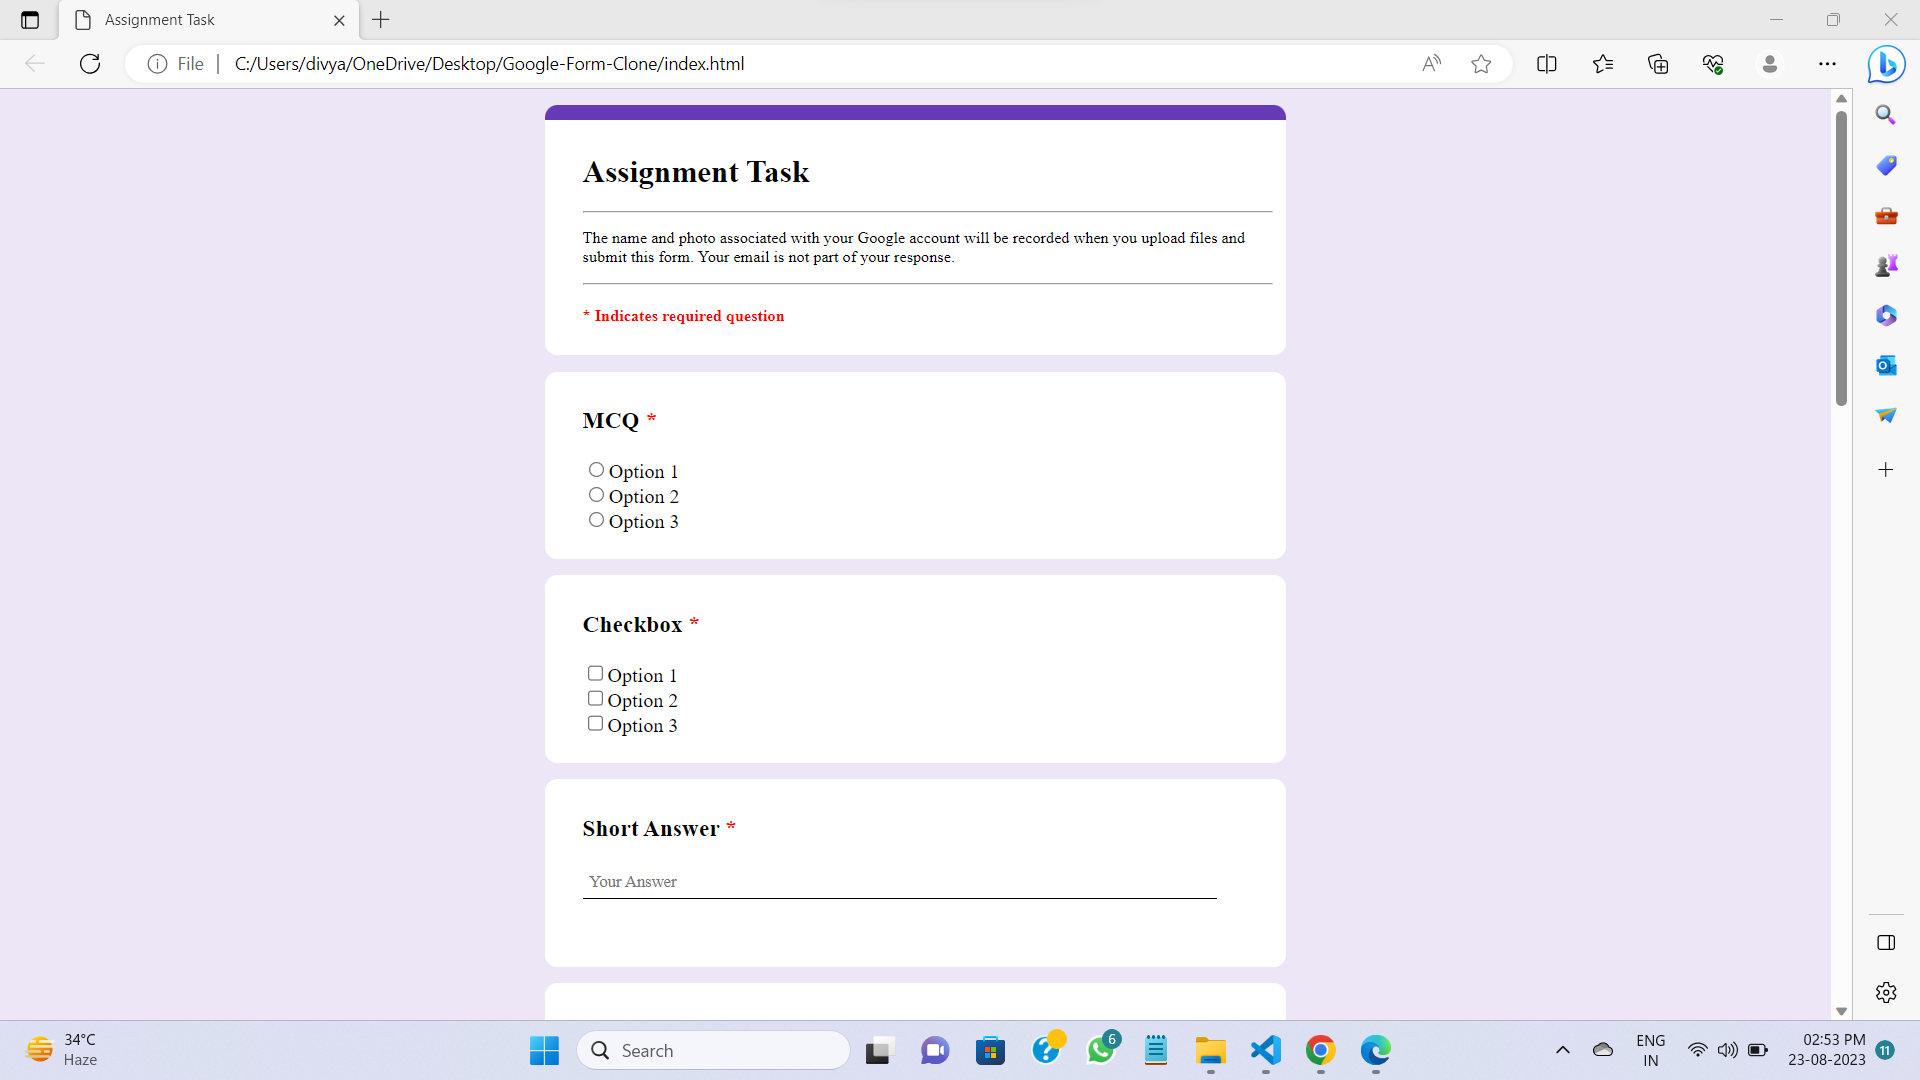 Assignment Task
File
C:/Users/divya/OneDrive/Desktop/Google-Form-Clone/index.html
Assignment Task
The name and photo associated with your Google account will be recorded when you upload files and
submit this form. Your email is not part of your response.
* Indicates required question
MCQ *
Option 1
Option 2
Option 3
Checkbox *
Option 1
Option 2
Option 3
Short Answer *
Your Answer
34°C
Haze
Search
6
ENG
IN
02:53 PM
23-08-2023
11